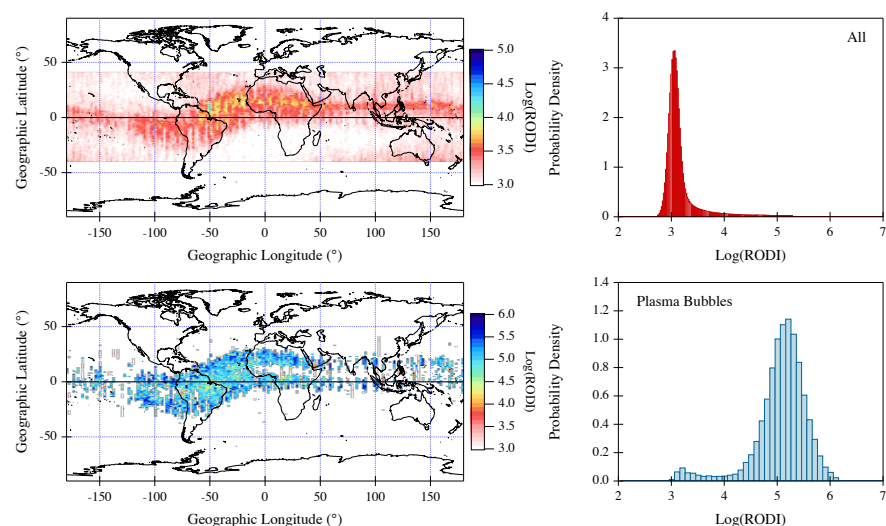 50
0
-50
Geographic Latitude (°)
-150 -100 -50 0 50 100 150
Geographic Longitude (°)
5.0
4.5
4.0
3.5
3.0
Log(RODI)
4
3
2
1
0
Probability Density
All
2 3 4 5 6 7
Log(RODI)
50
0
-50
Geographic Latitude (°)
-150 -100 -50 0 50 100 150
Geographic Longitude (°)
6.0
5.5
5.0
4.5
4.0
3.5
3.0
Log(RODI)
1.4
1.2
1.0
0.8
0.6
0.4
0.2
0.0
Probability Density
Plasma Bubbles
2 3 4 5 6 7
Log(RODI)